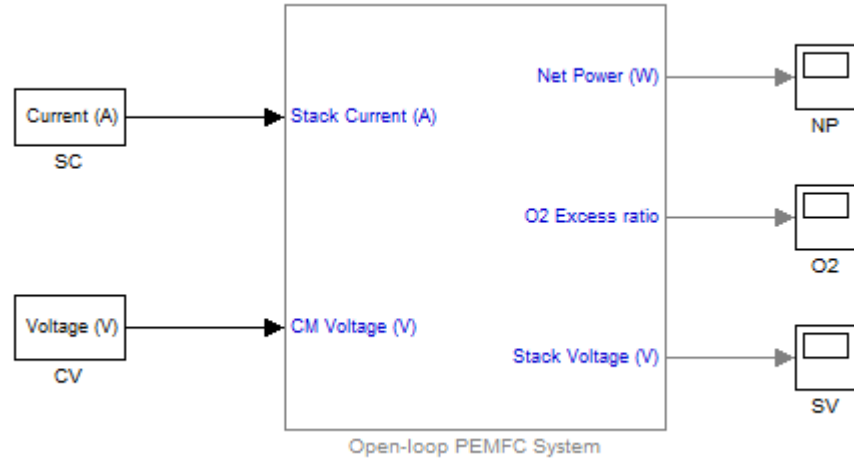 Net Power (W)
NP
Current (A)
Stack Current (A)
SC
O2 Excess ratio
O2
Voltage (V)
CM Voltage (V)
CV
Stack Voltage (V)
SV
Open-loop PEMFC System